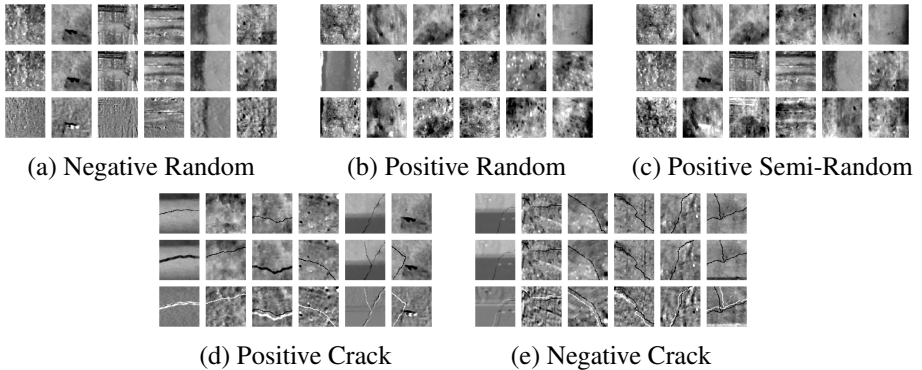 (a) Negative Random
(b) Positive Random
(c) Positive Semi-Random
(d) Positive Crack
(e) Negative Crack